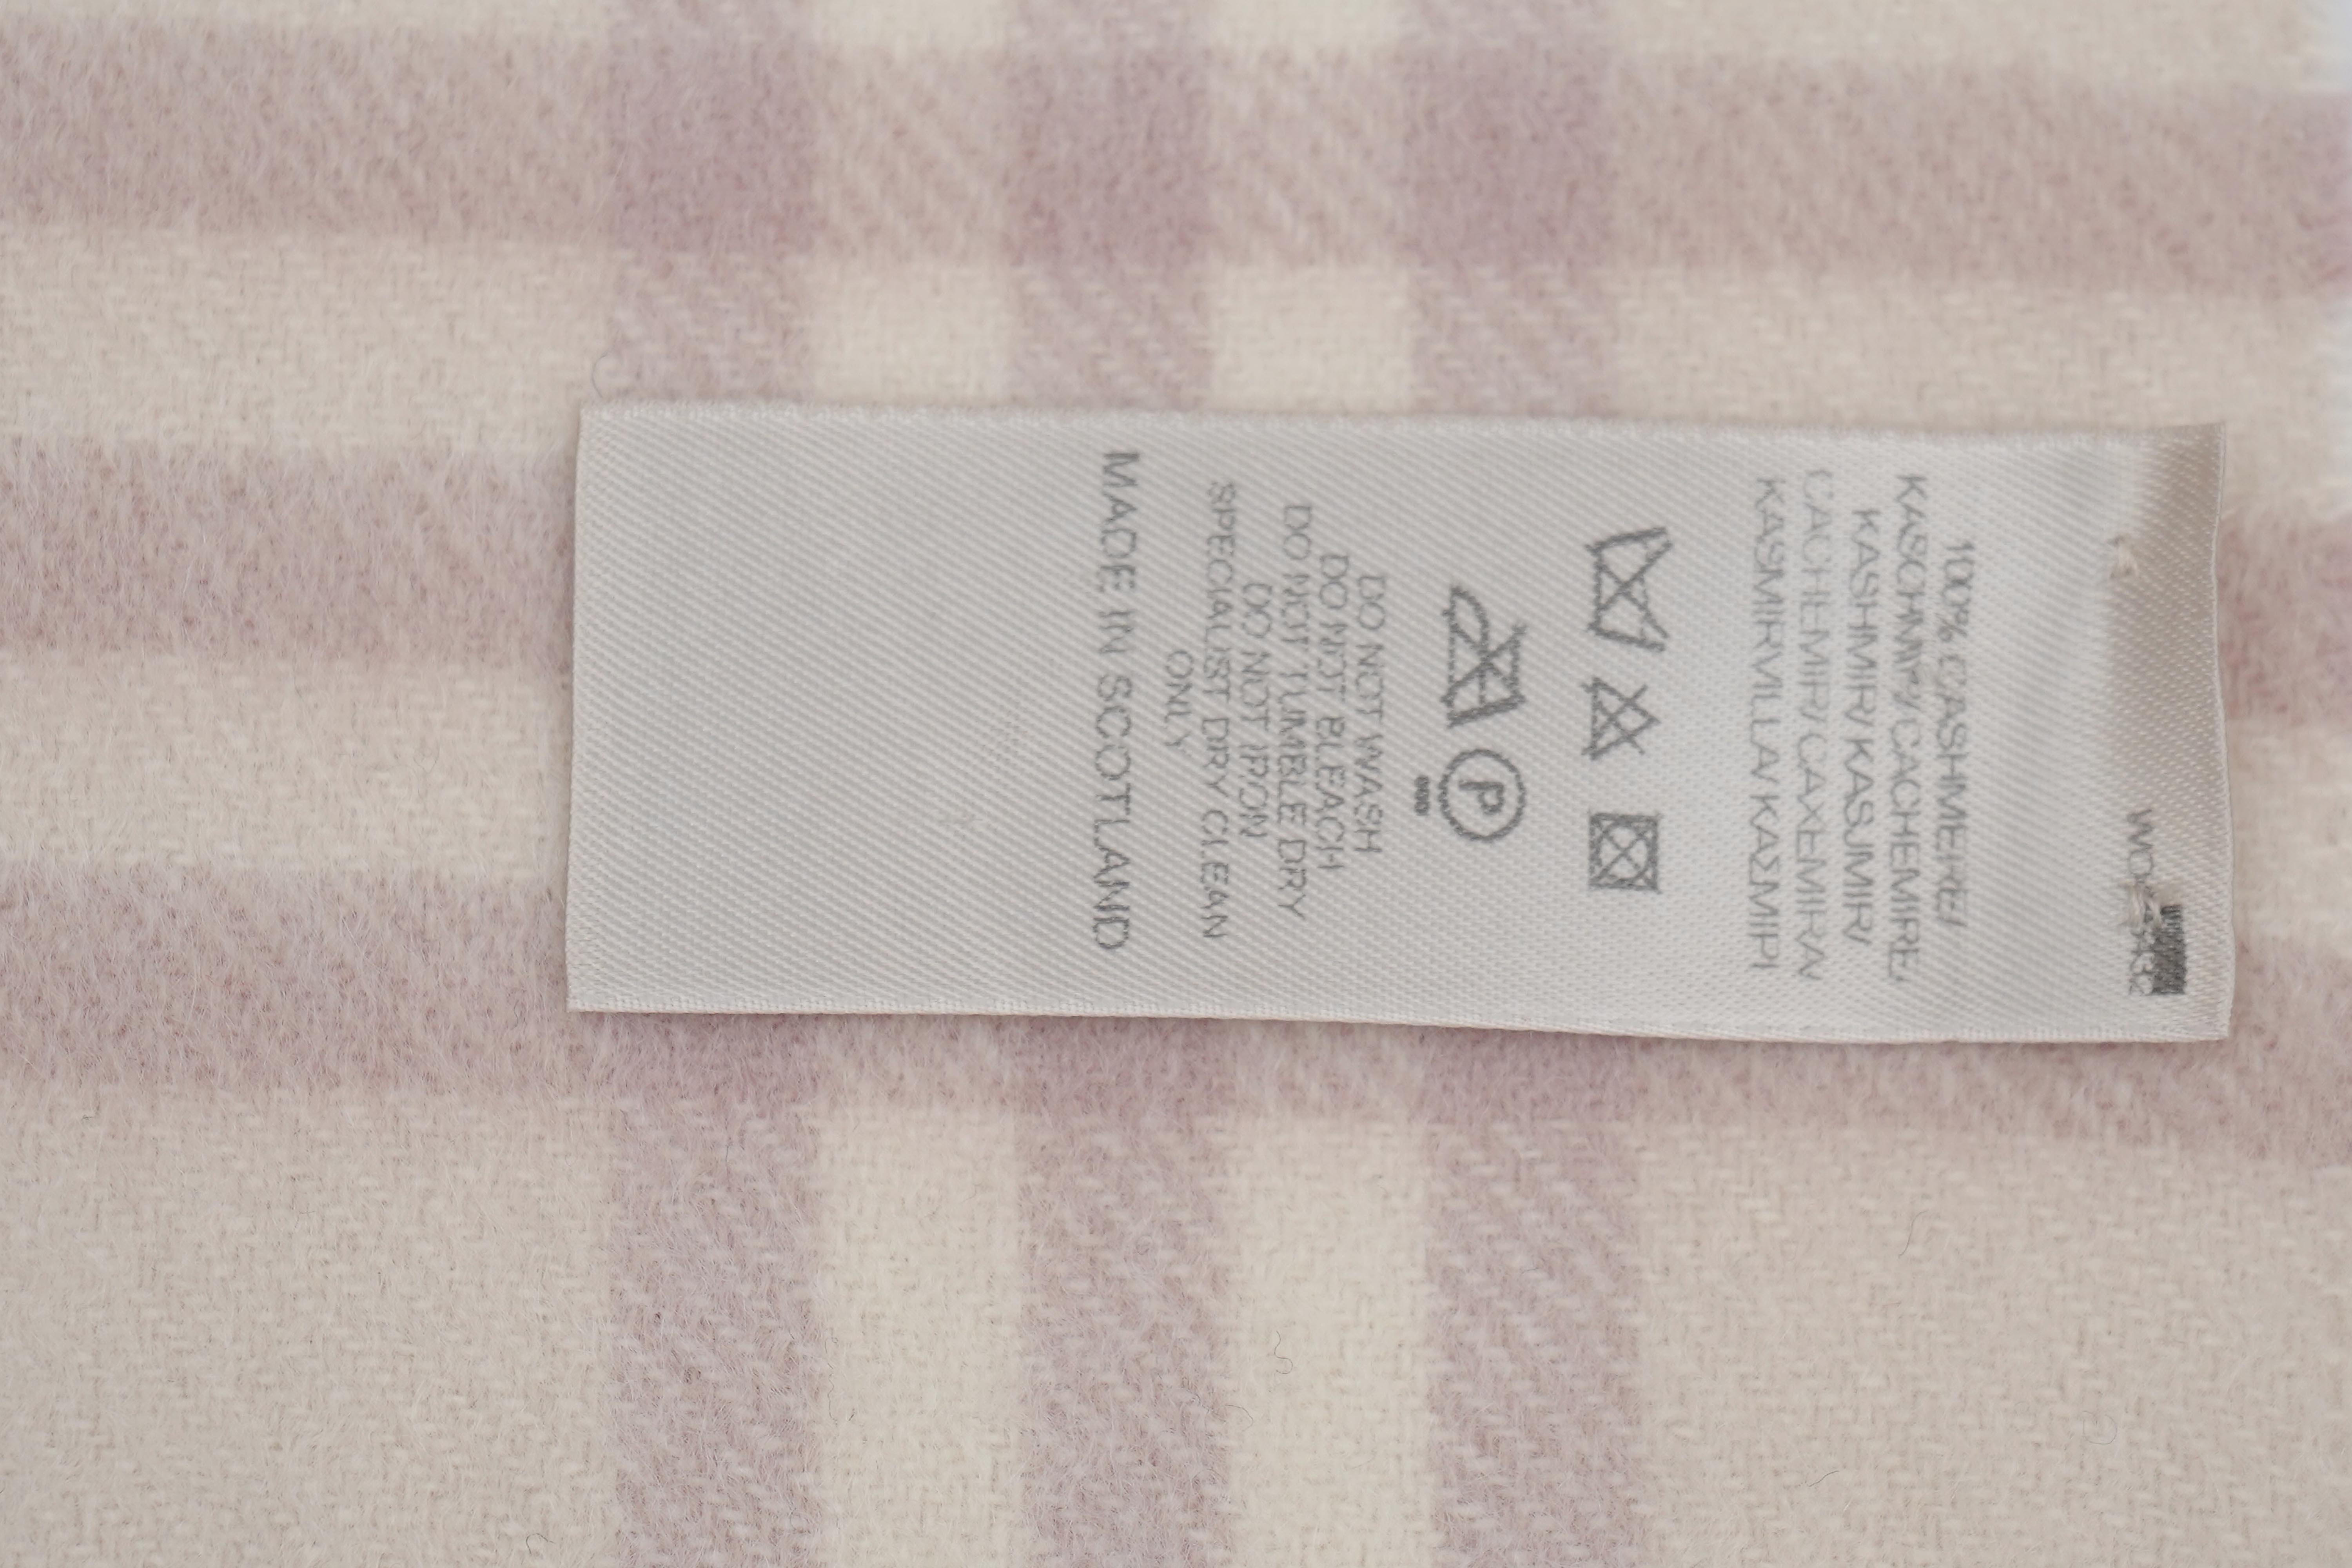 100% CASHMERE/
KASCHMIR/ CACHEMIRE/
KASHMIR/ KASJMIR/
CACHEMIR/ CAXEMIRA/
KASMIRVILLA/ ΚΑΣΜΙΡΙ
P
DO NOT WASH
DO NOT BLEACH
DO NOT TUMBLE DRY
DO NOT IRON
SPECIALIST DRY CLEAN
ONLY
MADE IN SCOTLAND